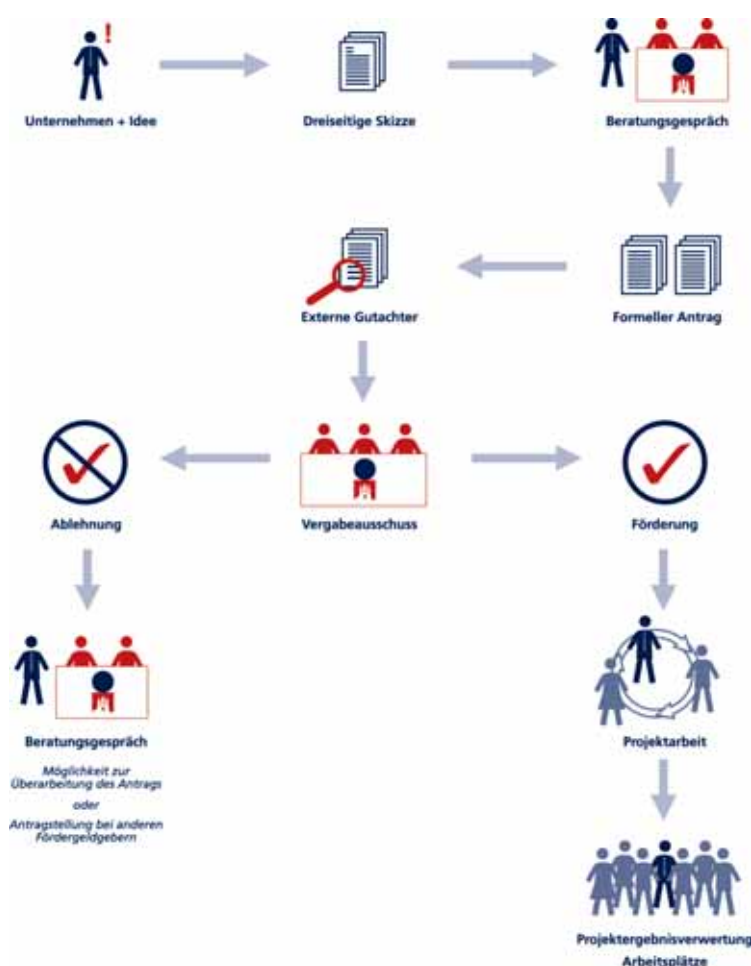 Unternehmen + Idee
Dreiseitige Skizze
Beratungsgespräch
Formeller Antrag
Externe Gutachter
Vergabeausschuss
Ablehnung
Förderung
Beratungsgespräch
Möglichkeit zur
Überarbeitung des Antrags
oder
Antragstellung bei anderen
Fördergeldgebern
Projektarbeit
Projektergebnisverwertung
Arbeitsplätze